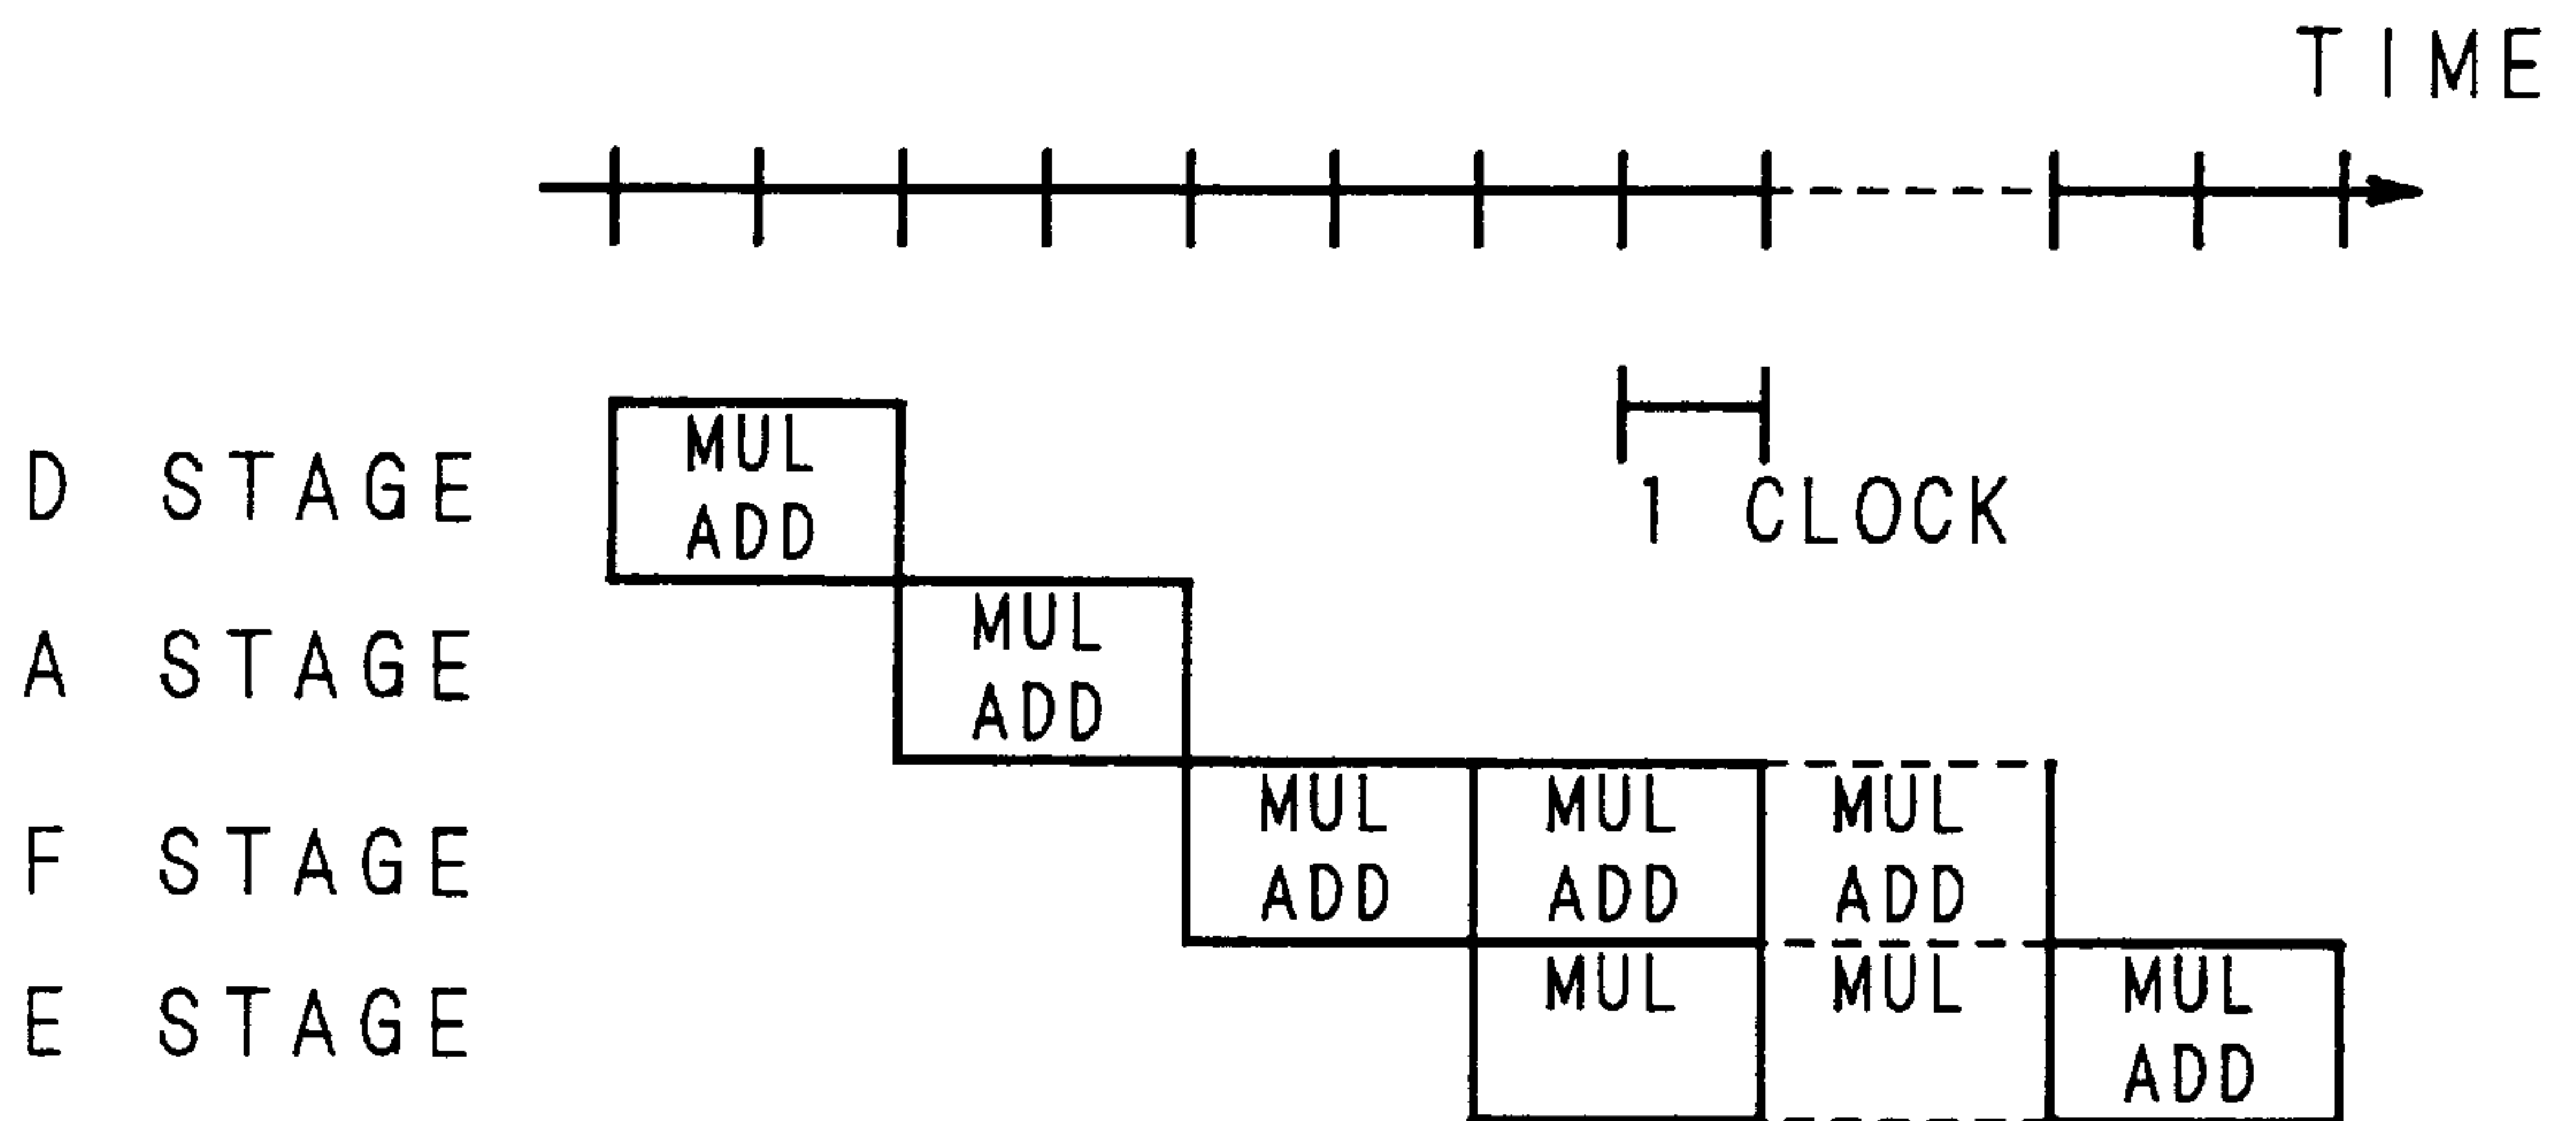 TIME
1 CLOCK
D STAGE
MUL
ADD
A STAGE
MUL
ADD
F STAGE
MUL MUL MUL
ADD ADD ADD
E STAGE
MUL MUL MUL
ADD